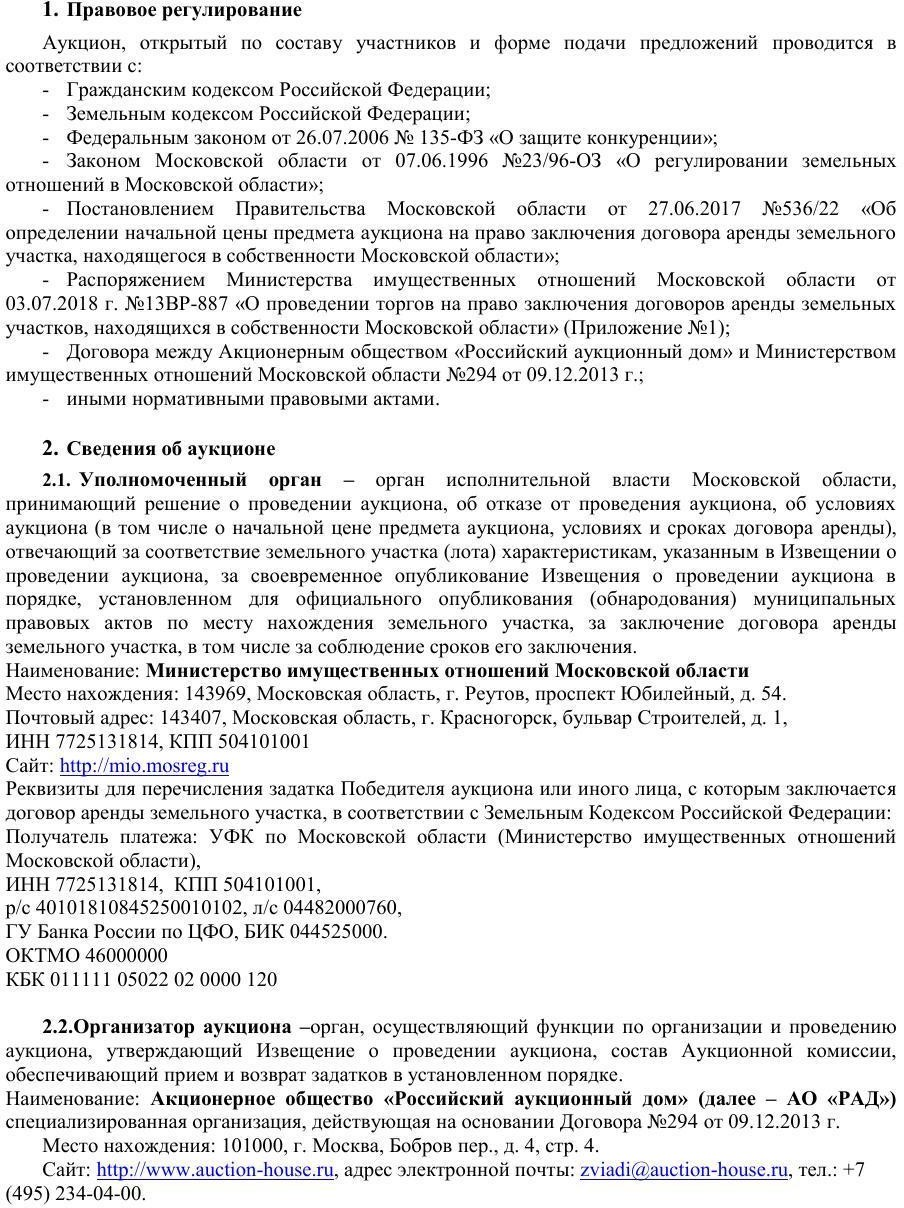 1. Правовое регулирование
Аукцион, открытый по составу участников и форме подачи предложений проводится в
соответствии с:
- Гражданским кодексом Российской Федерации;
- Земельным кодексом Российской Федерации;
- Федеральным законом от 26.07.2006 № 135-ФЗ «О защите конкуренции»;
- Законом Московской области от 07.06.1996 №23/96-ОЗ «О регулировании земельных
отношений в Московской области»;
- Постановлением Правительства Московской области от 27.06.2017 №536/22 «Об
определении начальной цены предмета аукциона на право заключения договора аренды земельного
участка, находящегося в собственности Московской области»;
- Распоряжением Министерства имущественных отношений Московской области от
03.07.2018 г. №13ВР-887 «О проведении торгов на право заключения договоров аренды земельных
участков, находящихся в собственности Московской области» (Приложение №1);
- Договора между Акционерным обществом «Российский аукционный дом» и Министерством
имущественных отношений Московской области №294 от 09.12.2013 г.;
- иными нормативными правовыми актами.
2. Сведения об аукционе
2.1. Уполномоченный орган – орган исполнительной власти Московской области,
принимающий решение о проведении аукциона, об отказе от проведения аукциона, об условиях
аукциона (в том числе о начальной цене предмета аукциона, условиях и сроках договора аренды),
отвечающий за соответствие земельного участка (лота) характеристикам, указанным в Извещении о
проведении аукциона, за своевременное опубликование Извещения о проведении аукциона в
порядке, установленном для официального опубликования (обнародования) муниципальных
правовых актов по месту нахождения земельного участка, за заключение договора аренды
земельного участка, в том числе за соблюдение сроков его заключения.
Наименование: Министерство имущественных отношений Московской области
Место нахождения: 143969, Московская область, г. Реутов, проспект Юбилейный, д. 54.
Почтовый адрес: 143407, Московская область, г. Красногорск, бульвар Строителей, д. 1,
ИНН 7725131814, КПП 504101001
Сайт: http://mio.mosreg.ru
Реквизиты для перечисления задатка Победителя аукциона или иного лица, с которым заключается
договор аренды земельного участка, в соответствии с Земельным Кодексом Российской Федерации:
Получатель платежа: УФК по Московской области (Министерство имущественных отношений
Московской области),
ИНН 7725131814, КПП 504101001,
р/с 40101810845250010102, л/с 04482000760,
ГУ Банка России по ЦФО, БИК 044525000.
ОКТМО 46000000
КБК 011111 05022 02 0000 120
2.2.Организатор аукциона –орган, осуществляющий функции по организации и проведению
аукциона, утверждающий Извещение о проведении аукциона, состав Аукционной комиссии,
обеспечивающий прием и возврат задатков в установленном порядке.
Наименование: Акционерное общество «Российский аукционный дом» (далее – АО «РАД»)
специализированная организация, действующая на основании Договора №294 от 09.12.2013 г.
Место нахождения: 101000, г. Москва, Бобров пер., д. 4, стр. 4.
Сайт: http://www.auction-house.ru, адрес электронной почты: zviadi@auction-house.ru, тел.: +7
(495) 234-04-00.